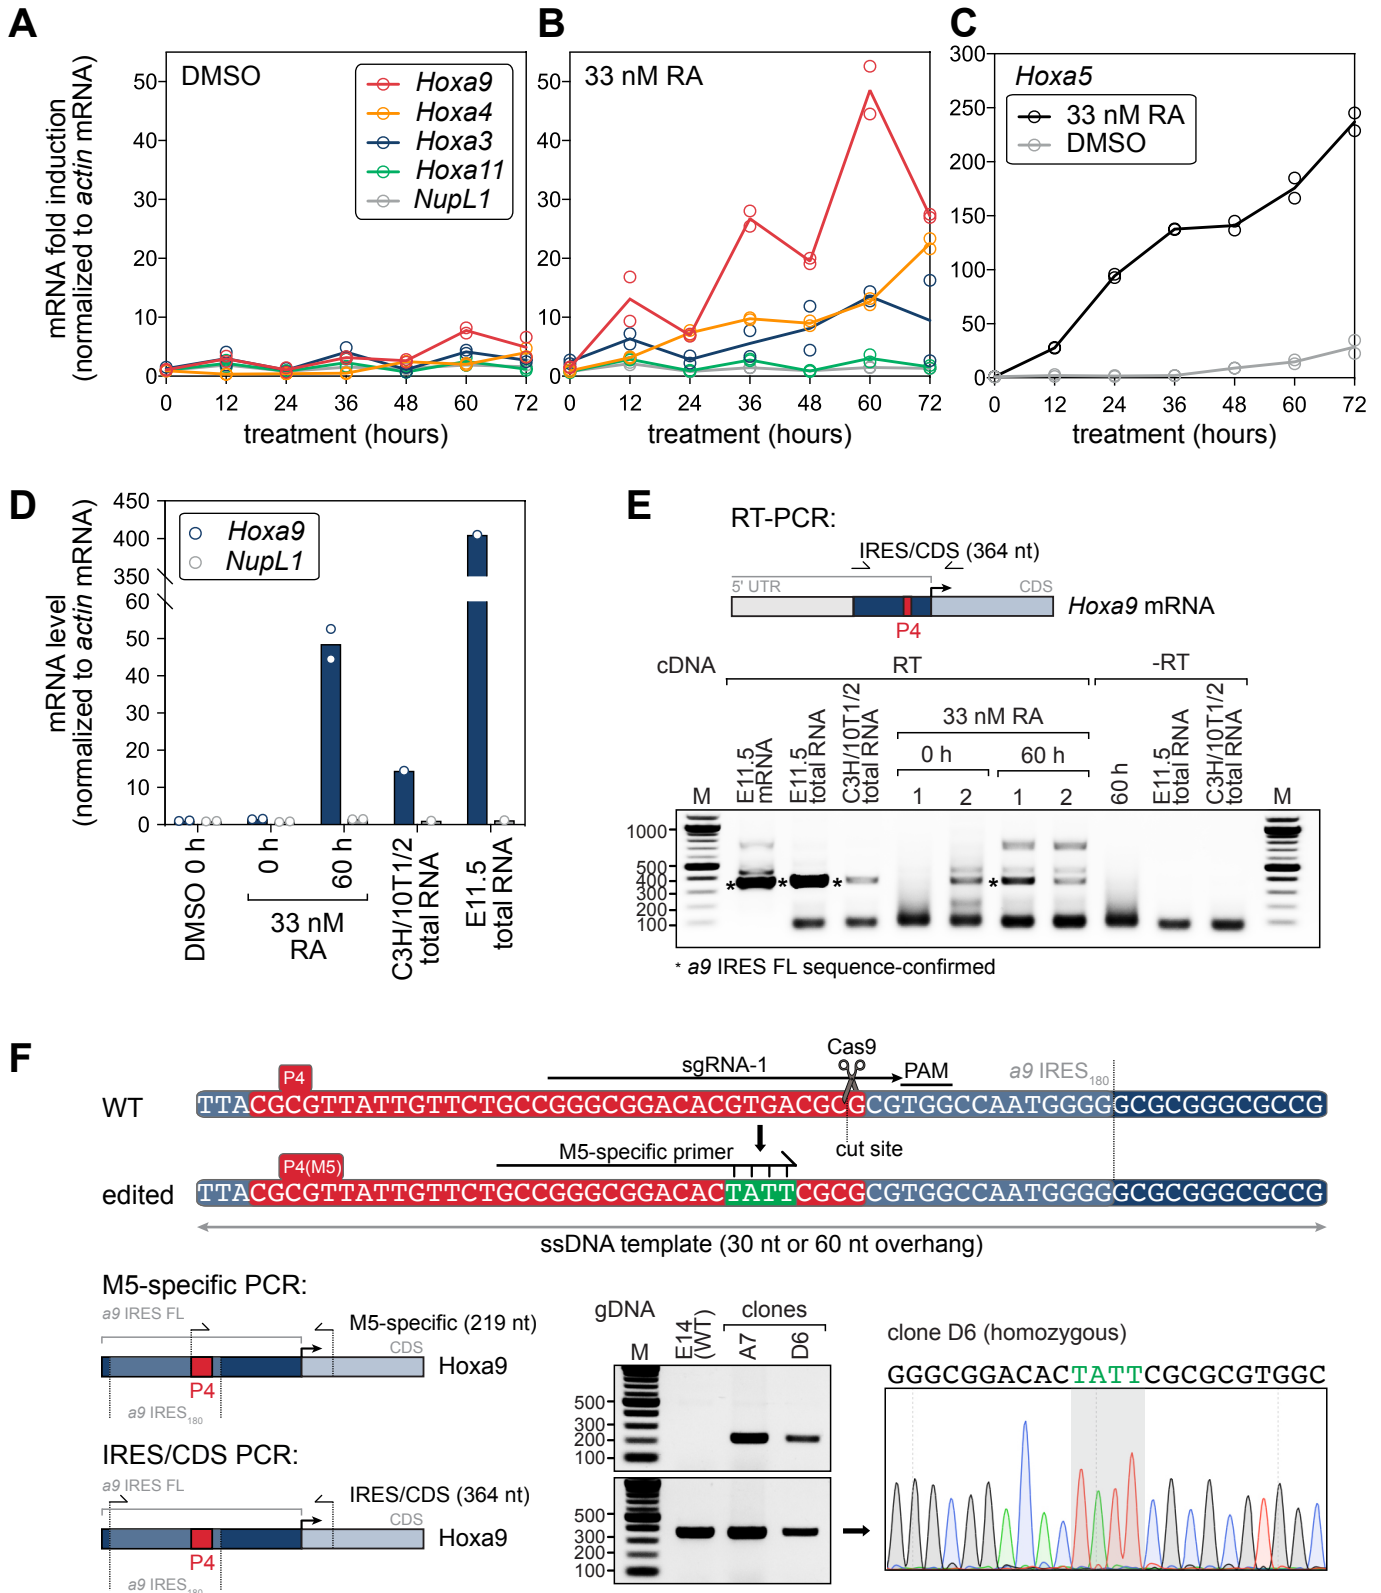 A
B
C
mRNA fold induction
(normalized to actin mRNA)
DMSO
Hoxa9
Hoxa4
Hoxa3
Hoxa11
NupL1
50
40
30
20
10
0
0 12 24 36 48 60 72
treatment (hours)
33 nM RA
50
40
30
20
10
0
0 12 24 36 48 60 72
treatment (hours)
Hoxa5
33 nM RA
DMSO
300
250
200
150
100
50
0
0 12 24 36 48 60 72
treatment (hours)
D
mRNA level
(normalized to actin mRNA)
450
400
350
60
50
40
30
20
10
0
Hoxa9
NupL1
DMSO 0 h
0 h
60 h
33 nM
RA
C3H/10T1/2
total RNA
E11.5
total RNA
E
RT-PCR:
IRES/CDS (364 nt)
5' UTR
CDS
Hoxa9 mRNA
P4
cDNA
RT
-RT
33 nM RA
0 h
60 h
M
E11.5
mRNA
E11.5
total RNA
C3H/10T1/2
total RNA
1
2
1
2
60 h
E11.5
total RNA
C3H/10T1/2
total RNA
M
1000
500
400
300
200
100
* * * *
* a9 IRES FL sequence-confirmed
F
Cas9
sgRNA-1
PAM
a9 IRES180
P4
WT
TTACGCGTTATTGTTCTGCCGGGCGGACACGTGACGCGCGTGGCCAATGGGGGCGCGGGCGCCG
cut site
M5-specific primer
P4(M5)
edited
TTACGCGTTATTGTTCTGCCGGGCGGACACTATTCGCGCGTGGCCAATGGGGGCGCGGGCGCCG
ssDNA template (30 nt or 60 nt overhang)
M5-specific PCR:
a9 IRES FL
M5-specific (219 nt)
CDS
Hoxa9
P4
a9 IRES180
IRES/CDS PCR:
a9 IRES FL
IRES/CDS (364 nt)
CDS
Hoxa9
P4
a9 IRES180
gDNA
clones
M
E14
(WT)
A7
D6
500
300
200
100
500
300
200
100
clone D6 (homozygous)
GGGCGGACACTATTCGCGCGTGGC